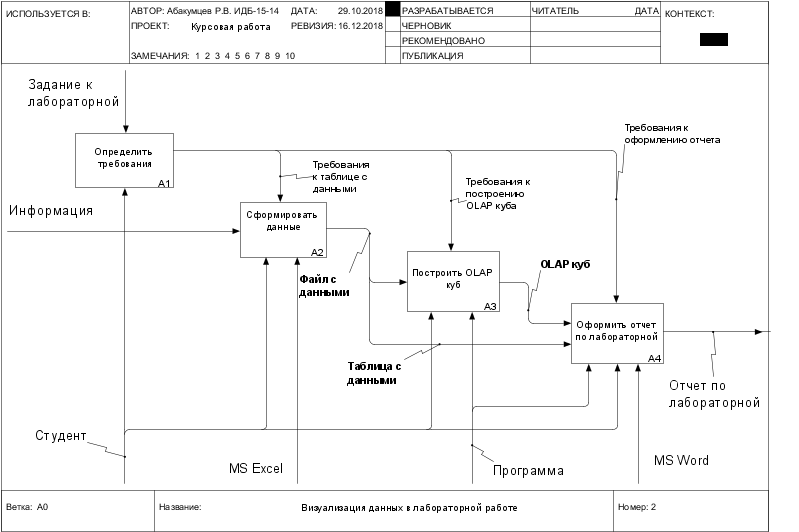 ИСПОЛЬЗУЕТСЯ В:
АВТОР: Абакумцев Р.В. ИДБ-15-14
ДАТА: 29.10.2018
ПРОЕКТ: Курсовая работа
РЕВИЗИЯ: 16.12.2018
ЗАМЕЧАНИЯ: 1 2 3 4 5 6 7 8 9 10
РАЗРАБАТЫВАЕТСЯ
ЧЕРНОВИК
РЕКОМЕНДОВАНО
ПУБЛИКАЦИЯ
ЧИТАТЕЛЬ
ДАТА
КОНТЕКСТ:
Задание к
лабораторной
Определить
требования
A1
Требования
к таблице с
данными
Требования к
построению
OLAP куба
Требования к
оформлению отчета
Информация
Сформировать
данные
A2
Файл с
данными
Построить OLAP
куб
A3
OLAP куб
Оформить отчет
по лабораторной
A4
Таблица с
данными
Отчет по
лабораторной
Студент
MS Excel
Программа
MS Word
Ветка: A0
Название: Визуализация данных в лабораторной работе
Номер: 2